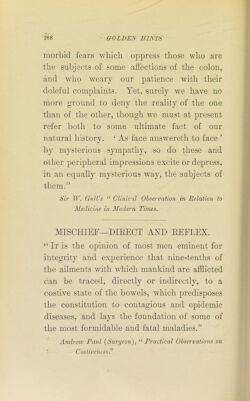 288 GOLDEN HINTS
morbid fears which oppress those who are
the subjects of some affections of the colon,
and who weary our patience with their
doleful complaints. Yet, surely we have no
more ground to deny the reality of the one
than of the other, though we must at present
refer both to some ultimate fact of our
natural history. ‘As face answereth to face’
by mysterious sympathy, so do these and
other peripheral impressions excite or depress,
in an equally mysterious way, the subjects of
them.”
Sir W. Gull's “Clinical Observation in Relation to
Medicine in Modern Times.
MISCHIEF—DIRECT AND REFLEX.
“It is the opinion of most men eminent for
integrity and experience that nine-tenths of
the ailments with which mankind are afflicted
can be traced, directly or indirectly, to a
costive state of the bowels, which predisposes
the constitution to contagious and epidemic
diseases, and lays the foundation of some of
the most formidable and fatal maladies.”
Andrew Paul (Surgeon), “Practical Observations on
Costiveness.”